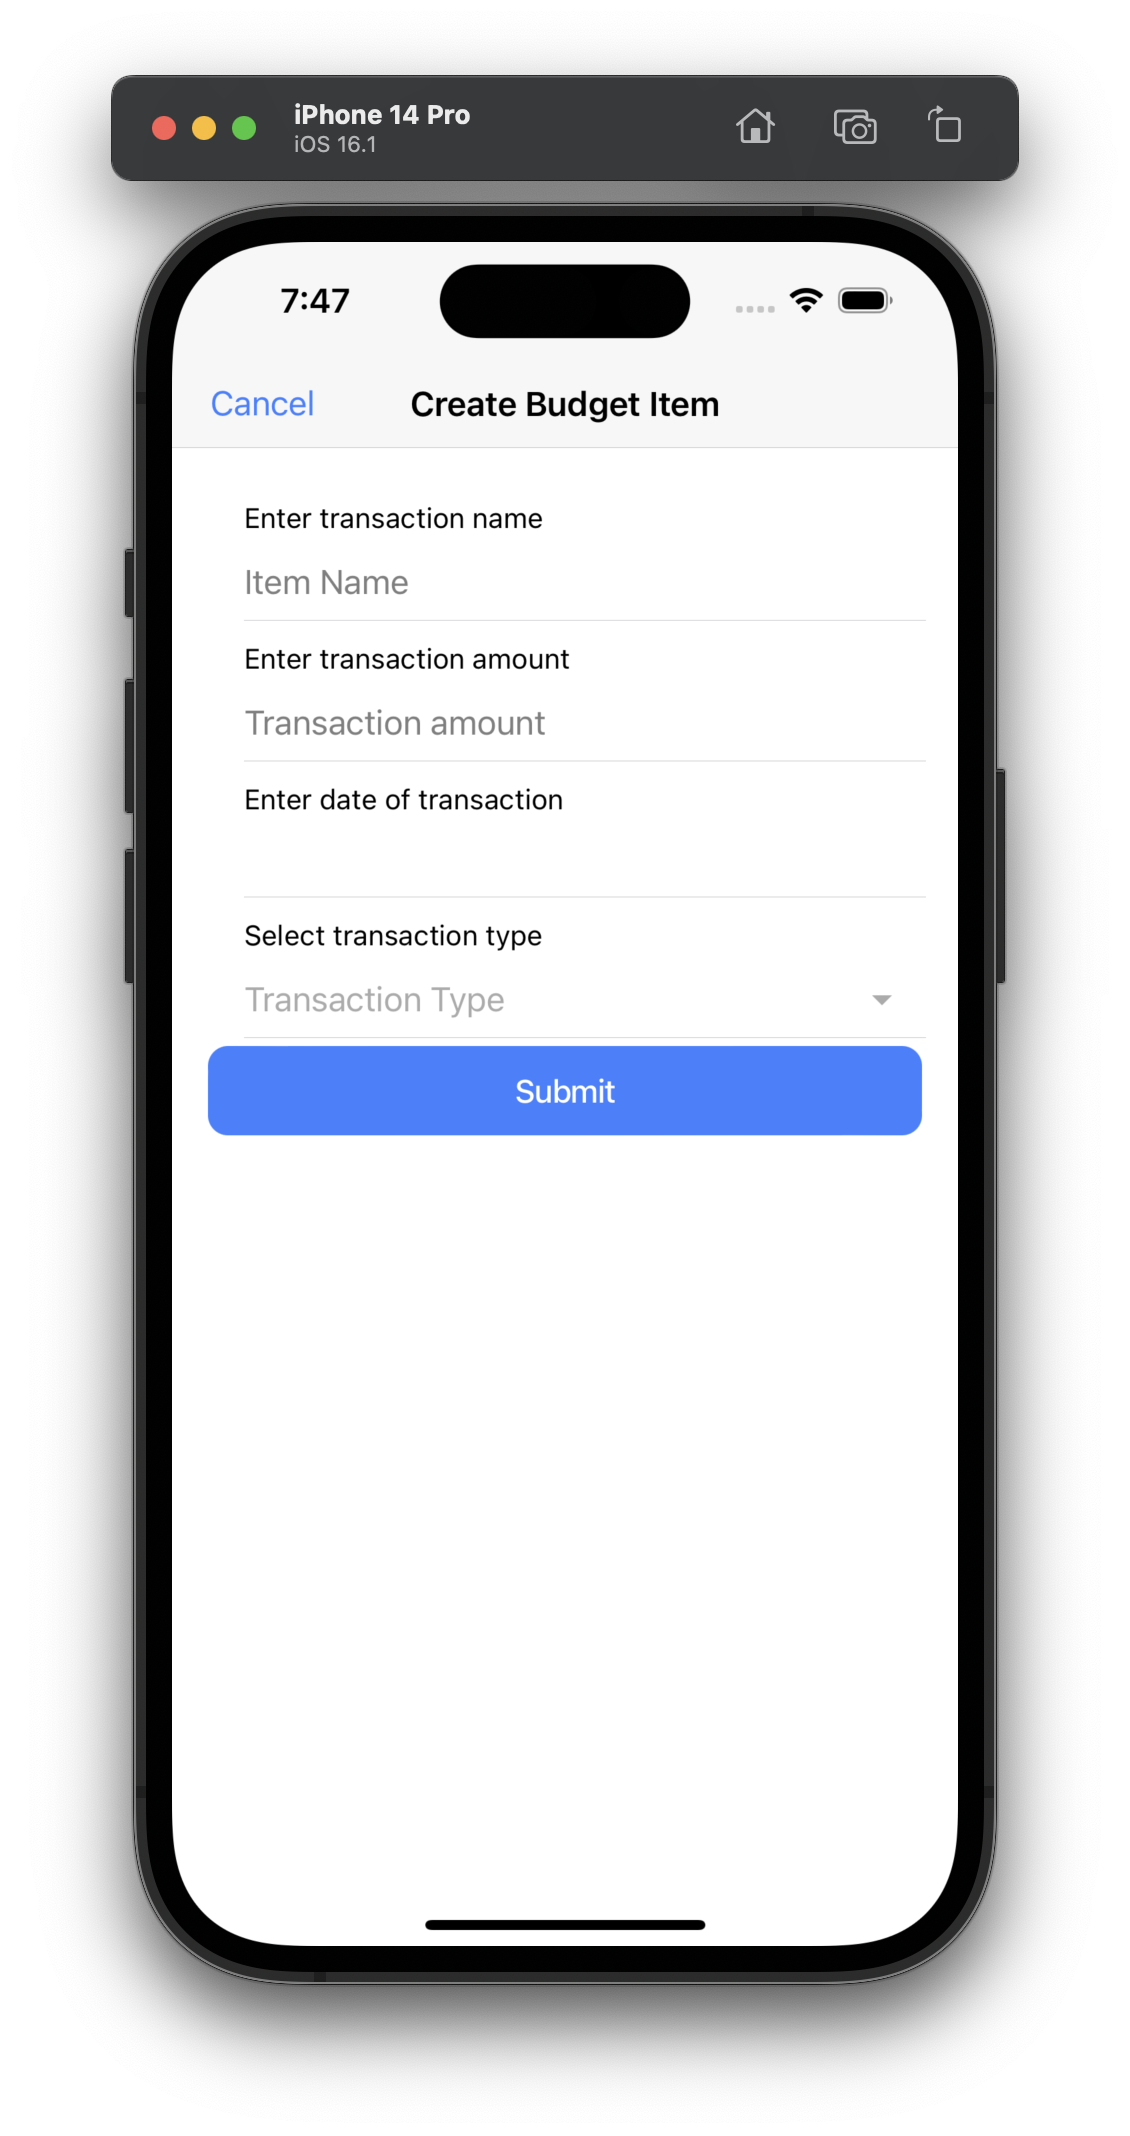 iPhone 14 Pro
iOS 16.1
7:47
Cancel
Create Budget Item
Enter transaction name
Item Name
Enter transaction amount
Transaction amount
Enter date of transaction
Select transaction type
Transaction Type
Submit